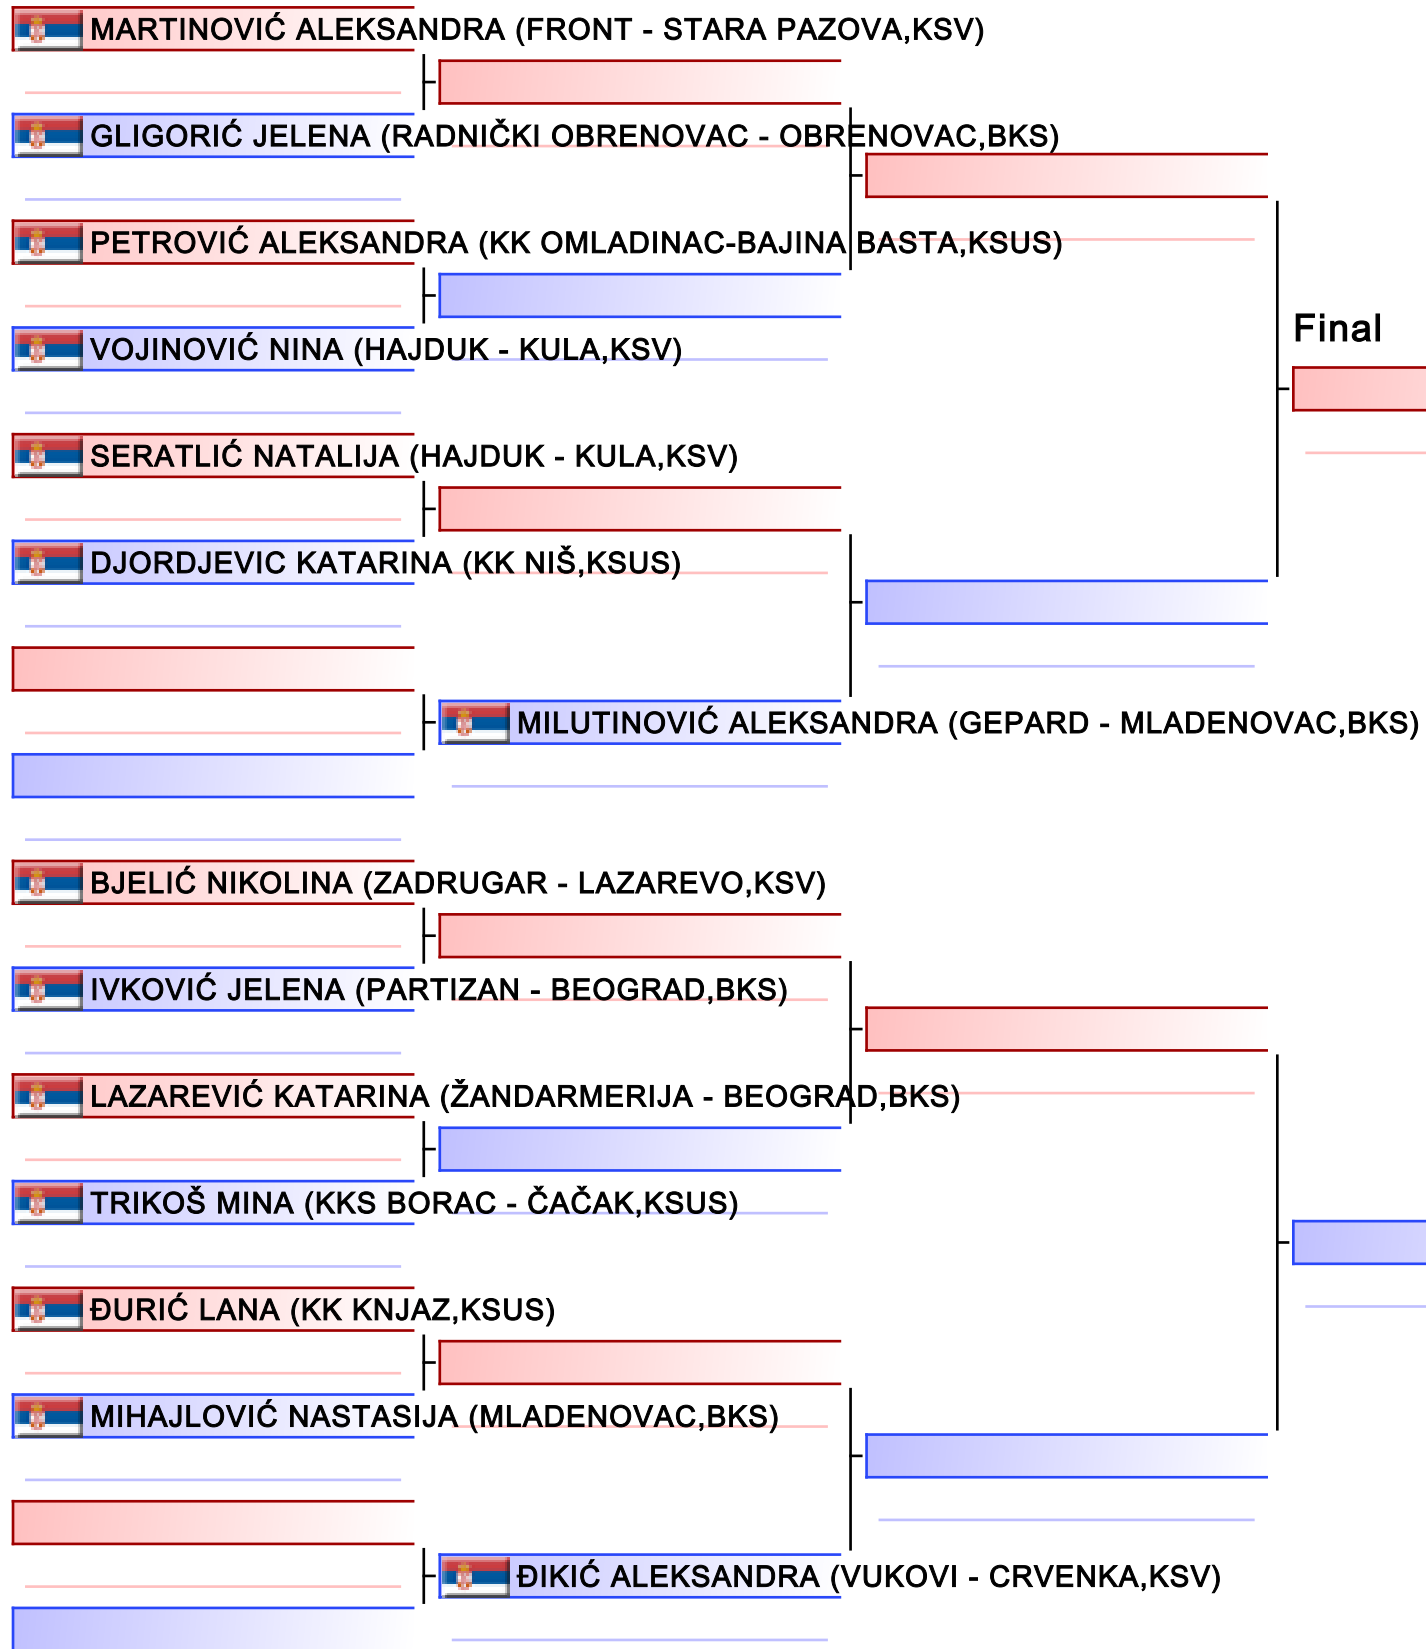 MARTINOVIĆ ALEKSANDRA (FRONT - STARA PAZOVA,KSV)
GLIGORIĆ JELENA (RADNIČKI OBRENOVAC - OBRENOVAC,BKS)
PETROVIĆ ALEKSANDRA (KK OMLADINAC-BAJINA BASTA,KSUS)
Final
VOJINOVIĆ NINA (HAJDUK - KULA,KSV)
SERATLIĆ NATALIJA (HAJDUK - KULA,KSV)
DJORDJEVIC KATARINA (KK NIŠ,KSUS)
MILUTINOVIĆ ALEKSANDRA (GEPARD - MLADENOVAC,BKS)
BJELIĆ NIKOLINA (ZADRUGAR - LAZAREVO,KSV)
IVKOVIĆ JELENA (PARTIZAN - BEOGRAD,BKS)
LAZAREVIĆ KATARINA (ŽANDARMERIJA - BEOGRAD,BKS)
TRIKOŠ MINA (KKS BORAC - ČAČAK,KSUS)
ĐURIĆ LANA (KK KNJAZ,KSUS)
MIHAJLOVIĆ NASTASIJA (MLADENOVAC,BKS)
ĐIKIĆ ALEKSANDRA (VUKOVI - CRVENKA,KSV)